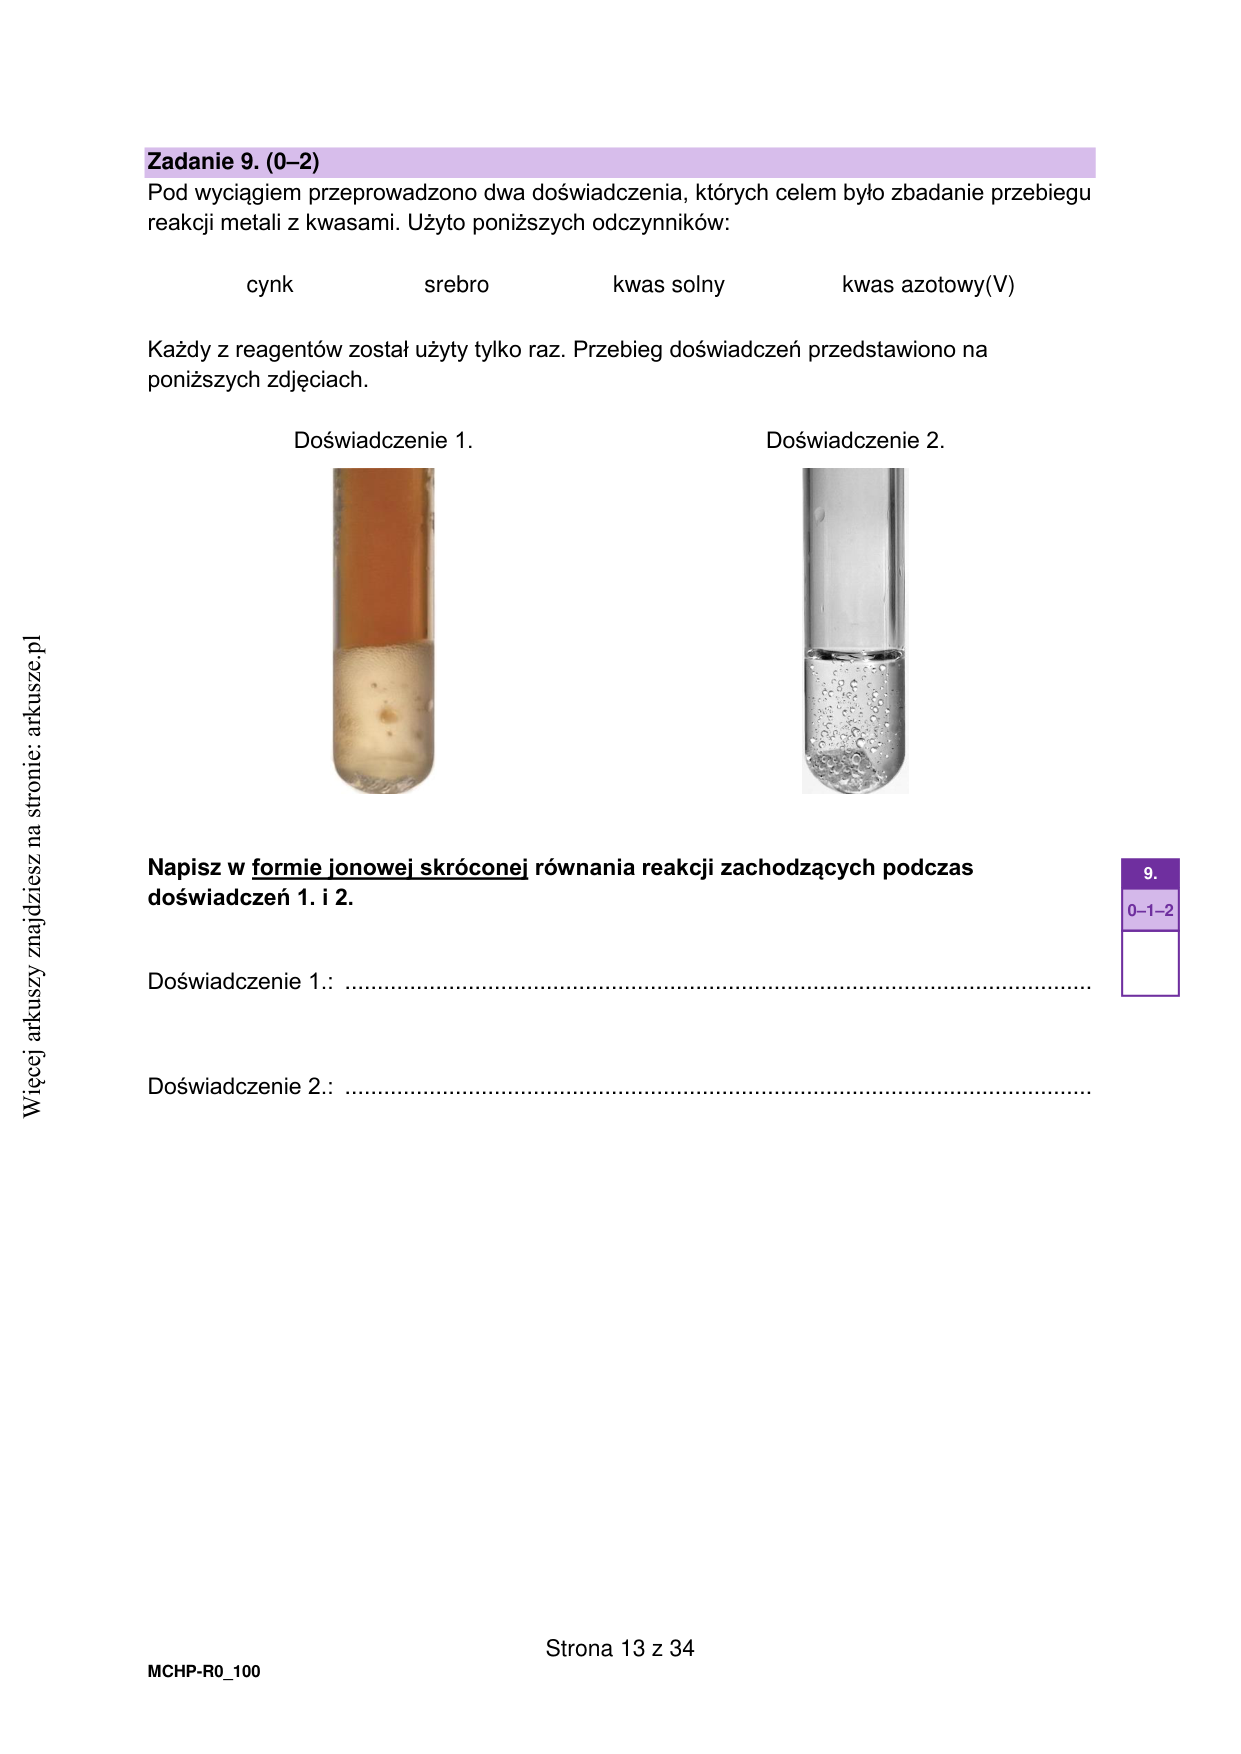 Zadanie 9. (0–2)
Pod wyciągiem przeprowadzono dwa doświadczenia, których celem było zbadanie przebiegu
reakcji metali z kwasami. Użyto poniższych odczynników:
cynk srebro kwas solny kwas azotowy(V)
Każdy z reagentów został użyty tylko raz. Przebieg doświadczeń przedstawiono na
poniższych zdjęciach.
Doświadczenie 1. Doświadczenie 2.
Napisz w formie jonowej skróconej równania reakcji zachodzących podczas
doświadczeń 1. i 2.
9.
0–1–2
Doświadczenie 1.: ....................................................................................................................
Doświadczenie 2.: ....................................................................................................................
Więcej arkuszy znajdziesz na stronie: arkusze.pl
Strona 13 z 34
MCHP-R0_100